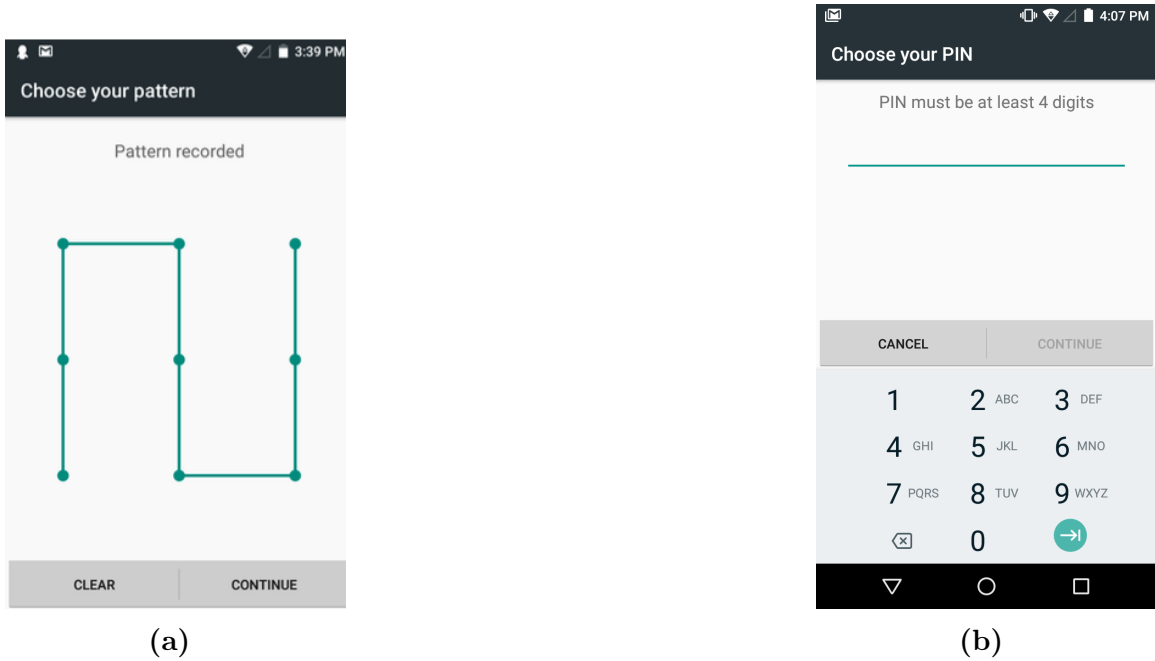 3:39 PM
Choose your pattern
Pattern recorded
CLEAR CONTINUE
(a)
4:07 PM
Choose your PIN
PIN must be at least 4 digits
CANCEL CONTINUE
1 2 ABC 3 DEF
4 GHI 5 JKL 6 MNO
7 PQRS 8 TUV 9 WXYZ
0
(b)